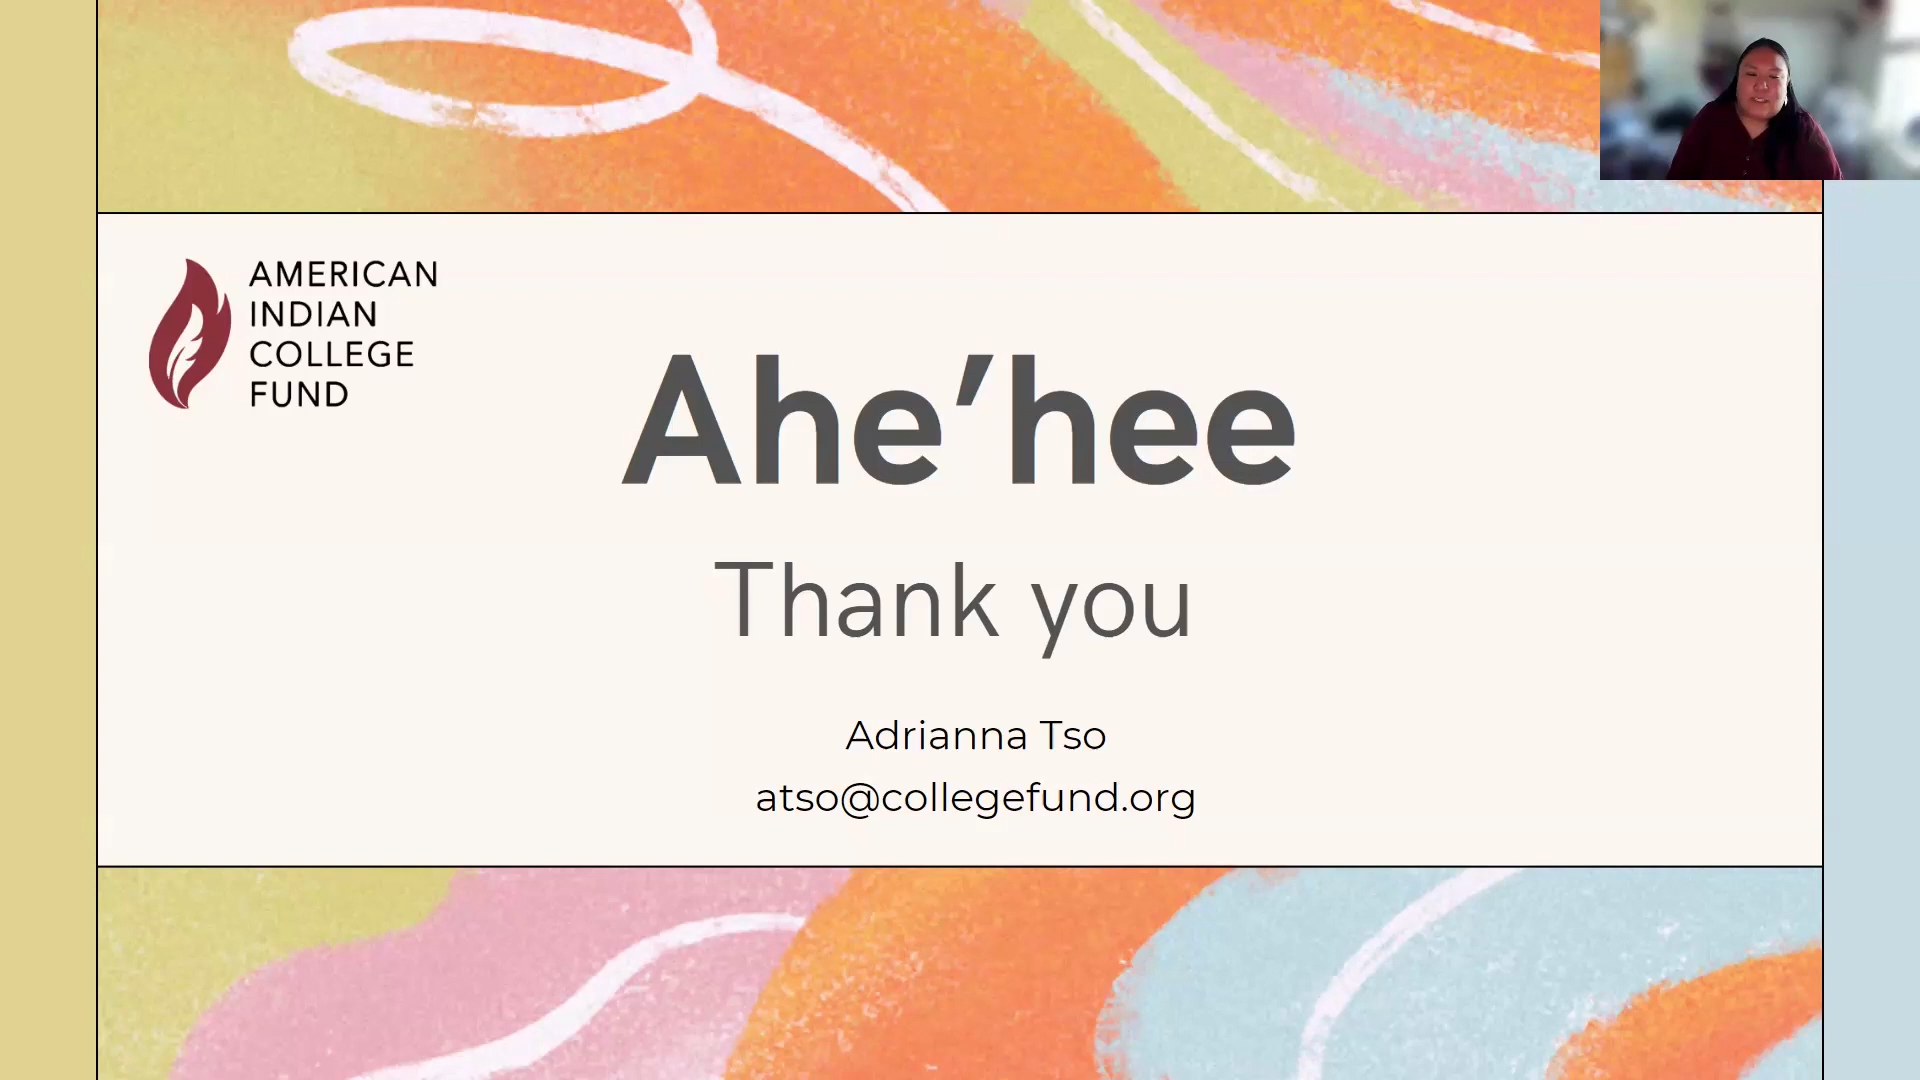 AMERICAN
INDIAN
COLLEGE
FUND
Ahe’hee
Thank you
Adrianna Tso
atso@collegefund.org